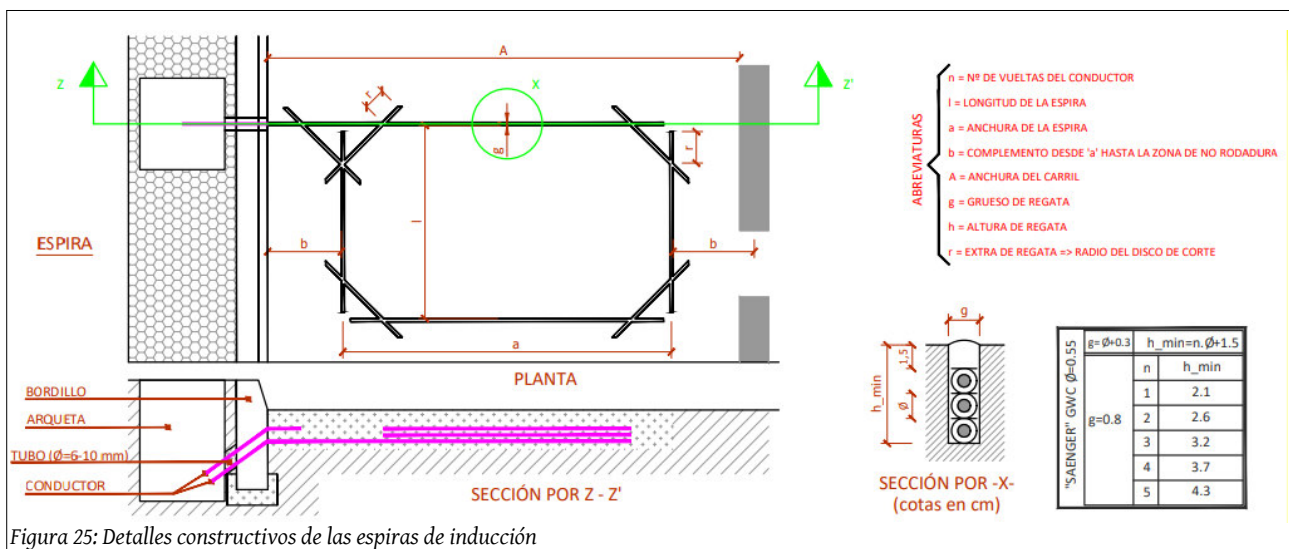 A
Z
X
Z'
r
g
r
l
b
b
a
ESPIRA
PLANTA
BORDILLO
ARQUETA
TUBO (Ø=6-10 mm)
CONDUCTOR
SECCIÓN POR Z - Z'
ABREVIATURAS
n = Nº DE VUELTAS DEL CONDUCTOR
l = LONGITUD DE LA ESPIRA
a = ANCHURA DE LA ESPIRA
b = COMPLEMENTO DESDE 'a' HASTA LA ZONA DE NO RODADURA
A = ANCHURA DEL CARRIL
g = GRUESO DE REGATA
h = ALTURA DE REGATA
r = EXTRA DE REGATA => RADIO DEL DISCO DE CORTE
g
1,5
h_min
Ø
SECCIÓN POR -X-
(cotas en cm)
"SAENGER" GWC Ø=0.55
g=Ø+0.3 h_min=n.Ø+1.5
g=0.8
n h_min
1 2.1
2 2.6
3 3.2
4 3.7
5 4.3
Figura 25: Detalles constructivos de las espiras de inducción